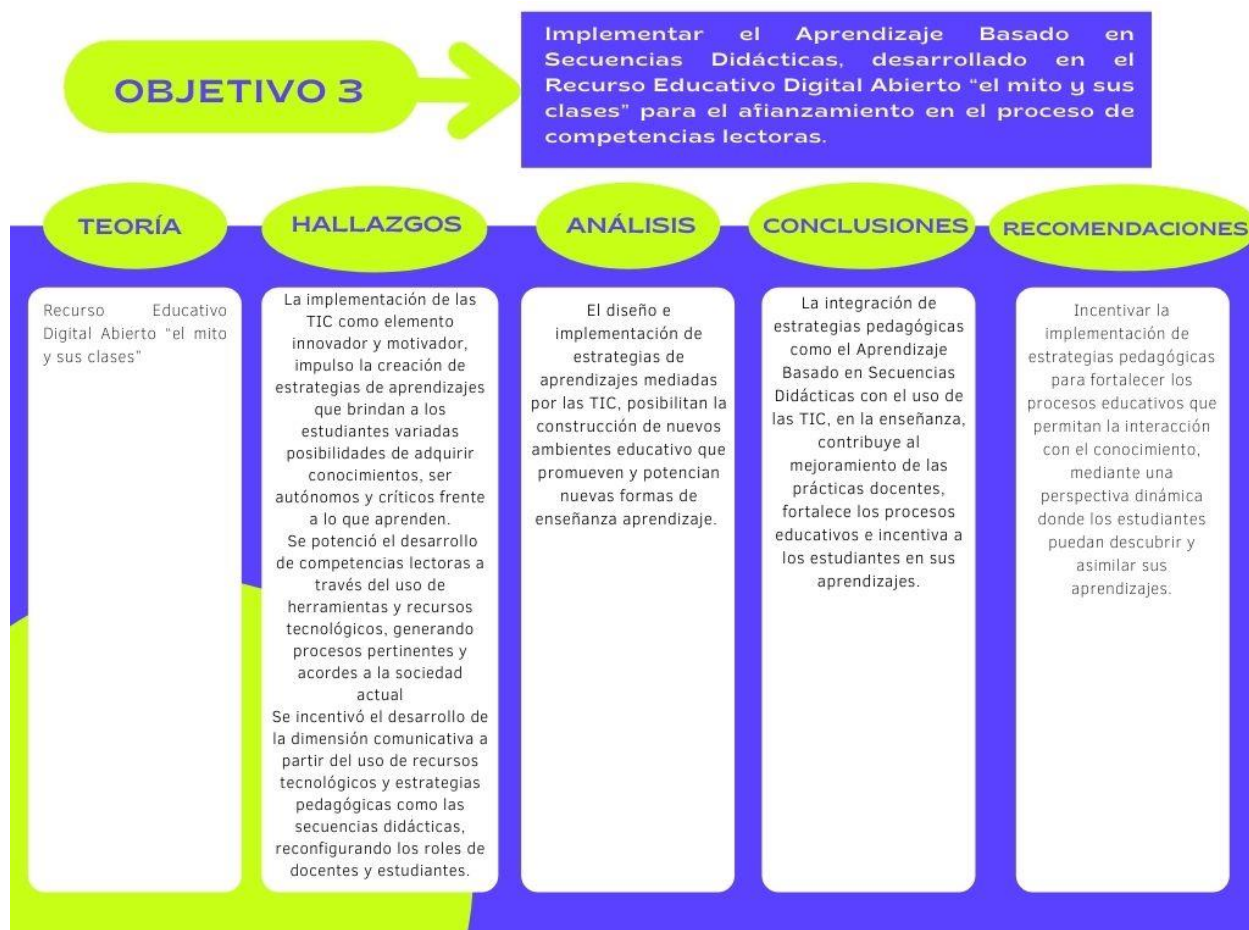 OBJETIVO 3
Implementar el Aprendizaje Basado en
Secuencias Didácticas, desarrollado en el
Recurso Educativo Digital Abierto “el mito y sus
clases” para el afianzamiento en el proceso de
competencias lectoras.
TEORÍA
Recurso Educativo
Digital Abierto “el mito
y sus clases”
HALLAZGOS
La implementación de las
TIC como elemento
innovador y motivador,
impulso la creación de
estrategias de aprendizajes
que brindan a los
estudiantes variadas
posibilidades de adquirir
conocimientos, ser
autónomos y críticos frente
a lo que aprenden.
Se potenció el desarrollo
de competencias lectoras a
través del uso de
herramientas y recursos
tecnológicos, generando
procesos pertinentes y
acordes a la sociedad
actual
Se incentivó el desarrollo de
la dimensión comunicativa a
partir del uso de recursos
tecnológicos y estrategias
pedagógicas como las
secuencias didácticas,
reconfigurando los roles de
docentes y estudiantes.
ANÁLISIS
El diseño e
implementación de
estrategias de
aprendizajes mediadas
por las TIC, posibilitan la
construcción de nuevos
ambientes educativo que
promueven y potencian
nuevas formas de
enseñanza aprendizaje.
CONCLUSIONES
La integración de
estrategias pedagógicas
como el Aprendizaje
Basado en Secuencias
Didácticas con el uso de
las TIC, en la enseñanza,
contribuye al
mejoramiento de las
prácticas docentes,
fortalece los procesos
educativos e incentiva a
los estudiantes en sus
aprendizajes.
RECOMENDACIONES
Incentivar la
implementación de
estrategias pedagógicas
para fortalecer los
procesos educativos que
permitan la interacción
con el conocimiento,
mediante una
perspectiva dinámica
donde los estudiantes
puedan descubrir y
asimilar sus
aprendizajes.